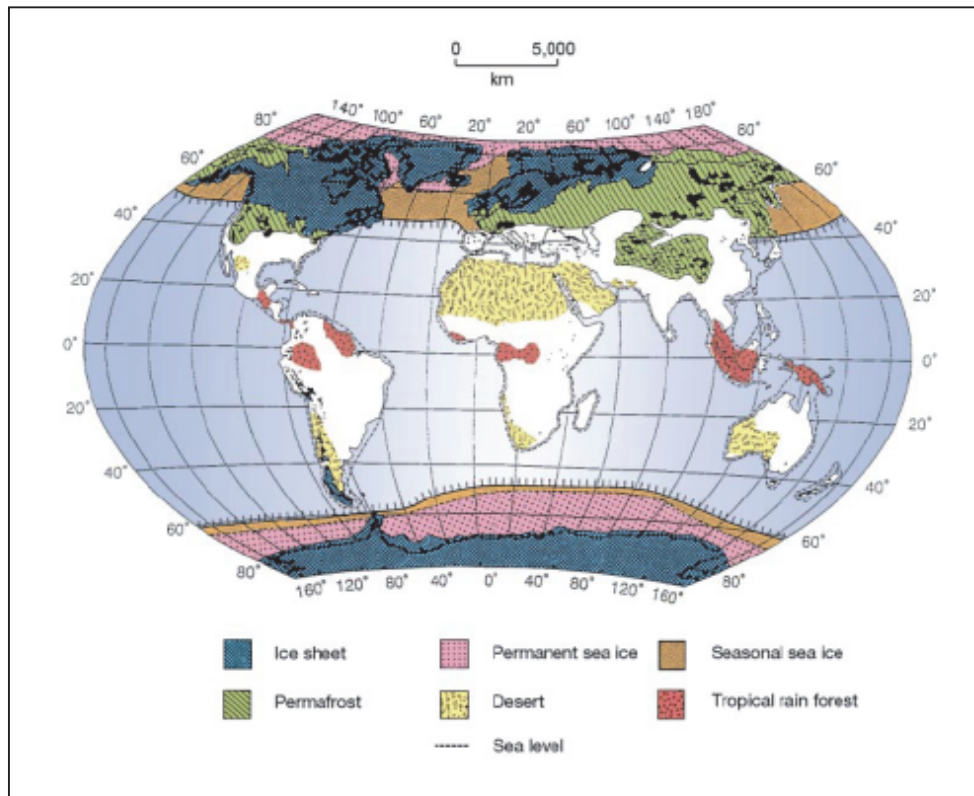 0 5,000
km
140° 100° 60° 20° 20° 60° 100° 140° 180°
80° 60°
60° 60°
40° 40°
20° 20°
0° 0°
20° 20°
40° 40°
60° 60°
80° 80°
160° 120° 80° 40° 0° 40° 80° 120° 160°
Ice sheet Permanent sea ice Seasonal sea ice
Permafrost Desert Tropical rain forest
Sea level